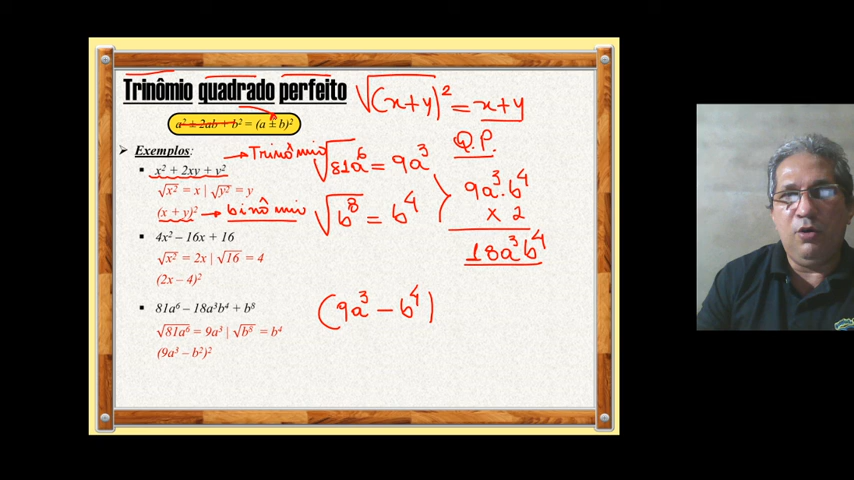 Trinômio quadrado perfeito
a² ± 2ab + b² = (a ± b)²
√(x+y)² = x+y
Q.P.
➤ Exemplos:
▪ x² + 2xy + y² → Trinômio
√x² = x | √y² = y
(x + y)² → binômio
▪ 4x² – 16x + 16
√x² = 2x | √16 = 4
(2x – 4)²
▪ 81a⁶ – 18a³b⁴ + b⁸
√81a⁶ = 9a³ | √b⁸ = b⁴
(9a³ – b²)²
√81a⁶ = 9a³
√b⁸ = b⁴
9a³·b⁴
× 2
18a³b⁴
(9a³ – b⁴)